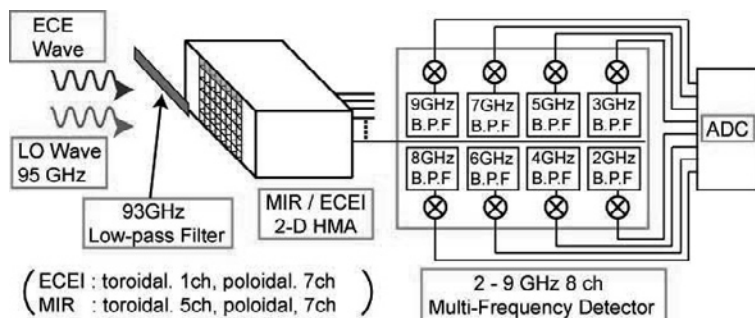 ECE
Wave
LO Wave
95 GHz
93GHz
Low-pass Filter
MIR / ECEI
2-D HMA
9GHz
B.P.F
7GHz
B.P.F
5GHz
B.P.F
3GHz
B.P.F
8GHz
B.P.F
6GHz
B.P.F
4GHz
B.P.F
2GHz
B.P.F
ADC
2 - 9 GHz 8 ch
Multi-Frequency Detector
ECEI : toroidal. 1ch, poloidal. 7ch
MIR : toroidal. 5ch, poloidal, 7ch